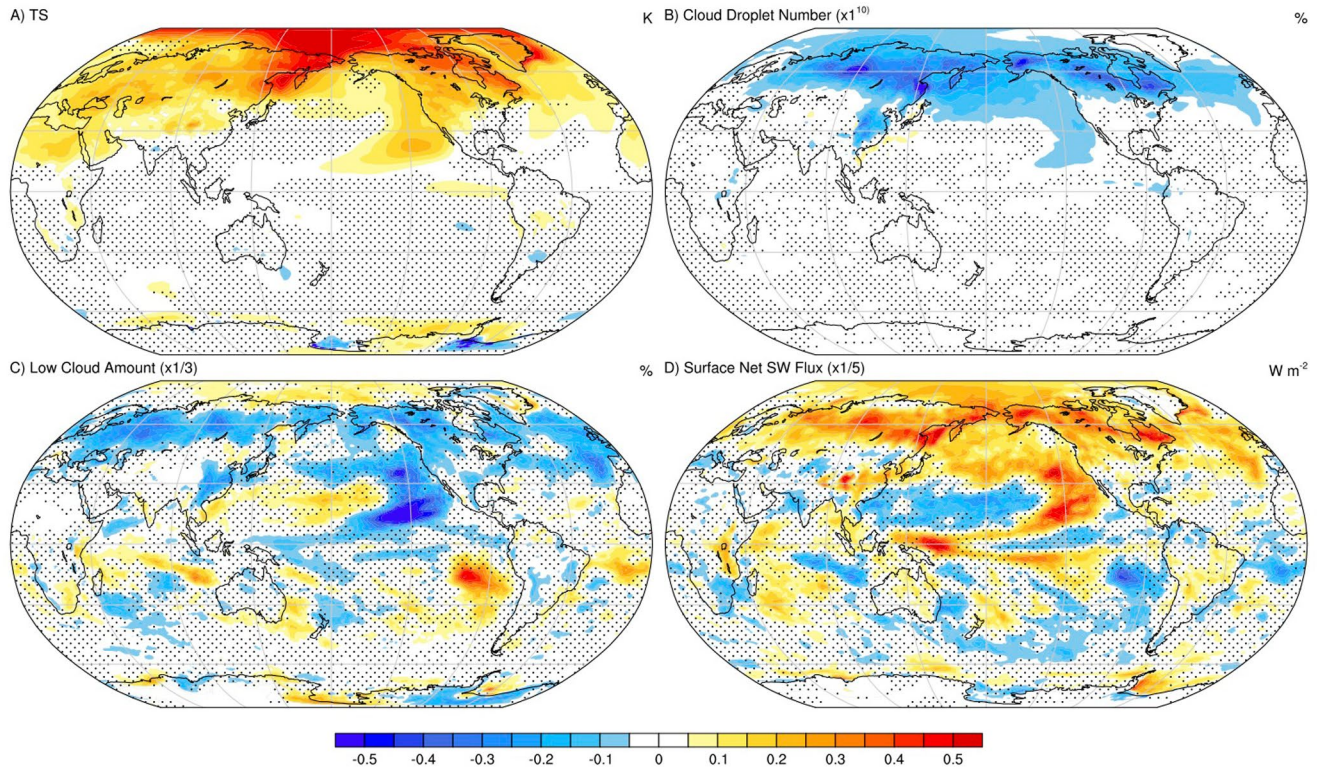 A) TS K
B) Cloud Droplet Number (x1¹⁰) %
C) Low Cloud Amount (x1/3) %
D) Surface Net SW Flux (x1/5) W m⁻²
-0.5 -0.4 -0.3 -0.2 -0.1 0 0.1 0.2 0.3 0.4 0.5